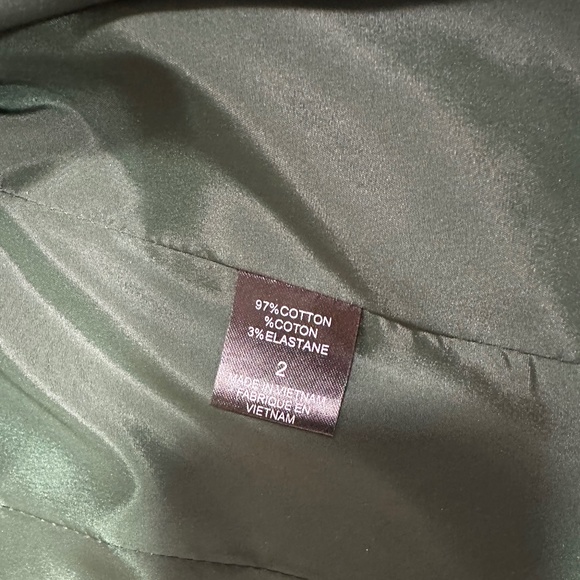 97%COTTON
%COTON
3%ELASTANE
2
MADE IN VIETNAM
FABRIQUE EN
VIETNAM